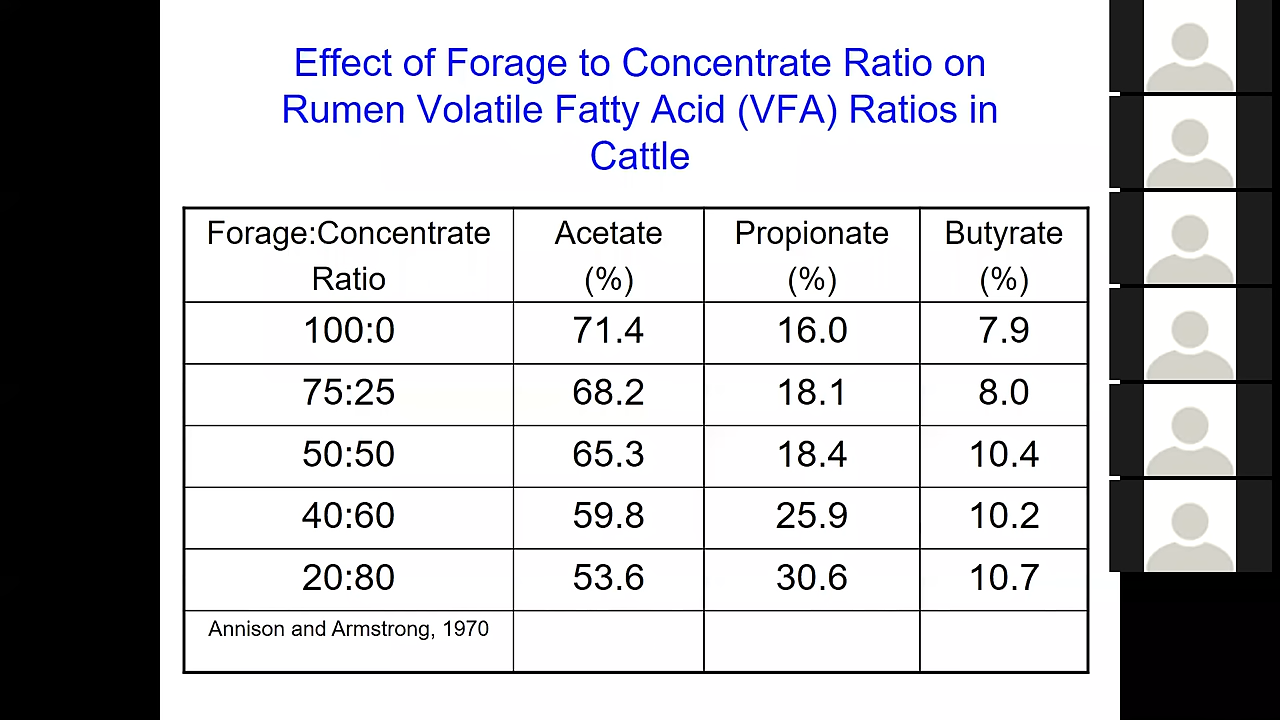 Effect of Forage to Concentrate Ratio on
Rumen Volatile Fatty Acid (VFA) Ratios in
Cattle
Forage:Concentrate Ratio Acetate (%) Propionate (%) Butyrate (%)
100:0 71.4 16.0 7.9
75:25 68.2 18.1 8.0
50:50 65.3 18.4 10.4
40:60 59.8 25.9 10.2
20:80 53.6 30.6 10.7
Annison and Armstrong, 1970